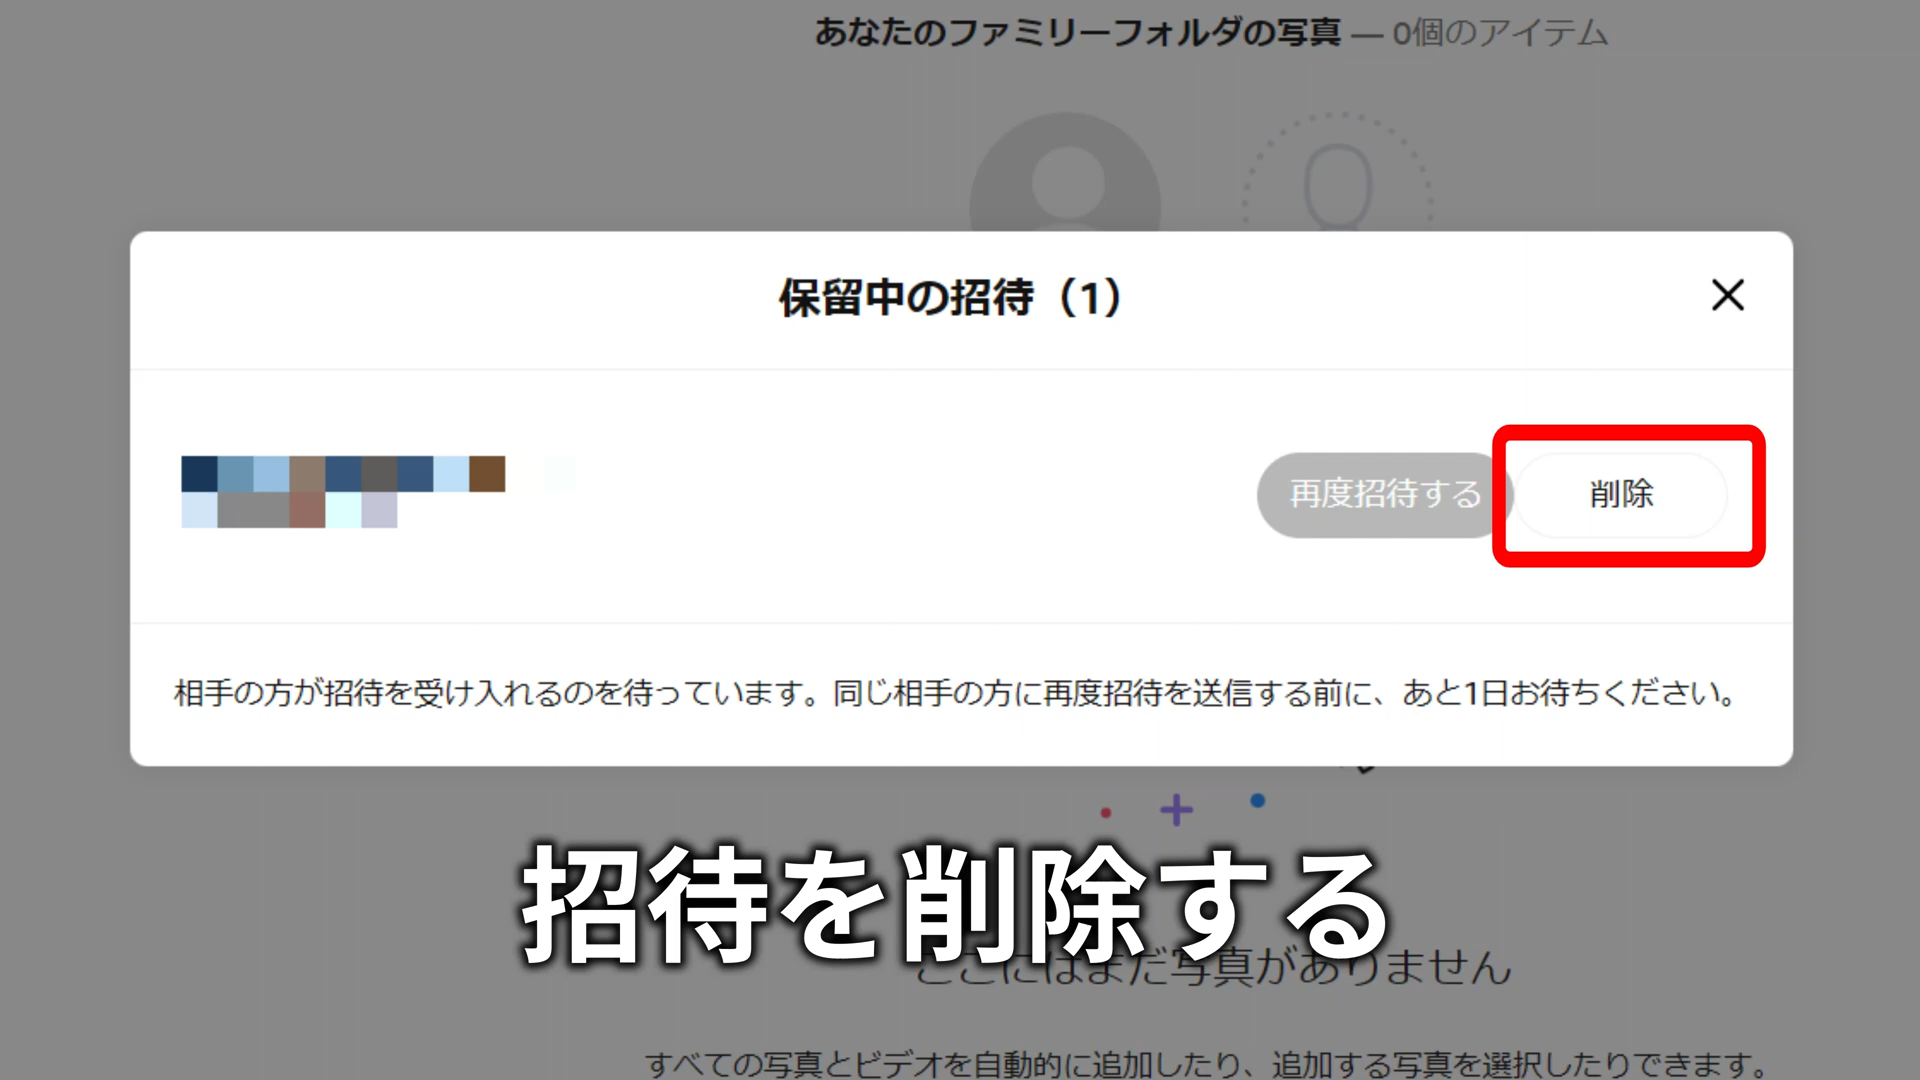 あなたのファミリーフォルダの写真 — 0個のアイテム
保留中の招待（1）
再度招待する
削除
相手の方が招待を受け入れるのを待っています。同じ相手の方に再度招待を送信する前に、あと1日お待ちください。
招待を削除する
ここにはまだ写真がありません
すべての写真とビデオを自動的に追加したり、追加する写真を選択したりできます。